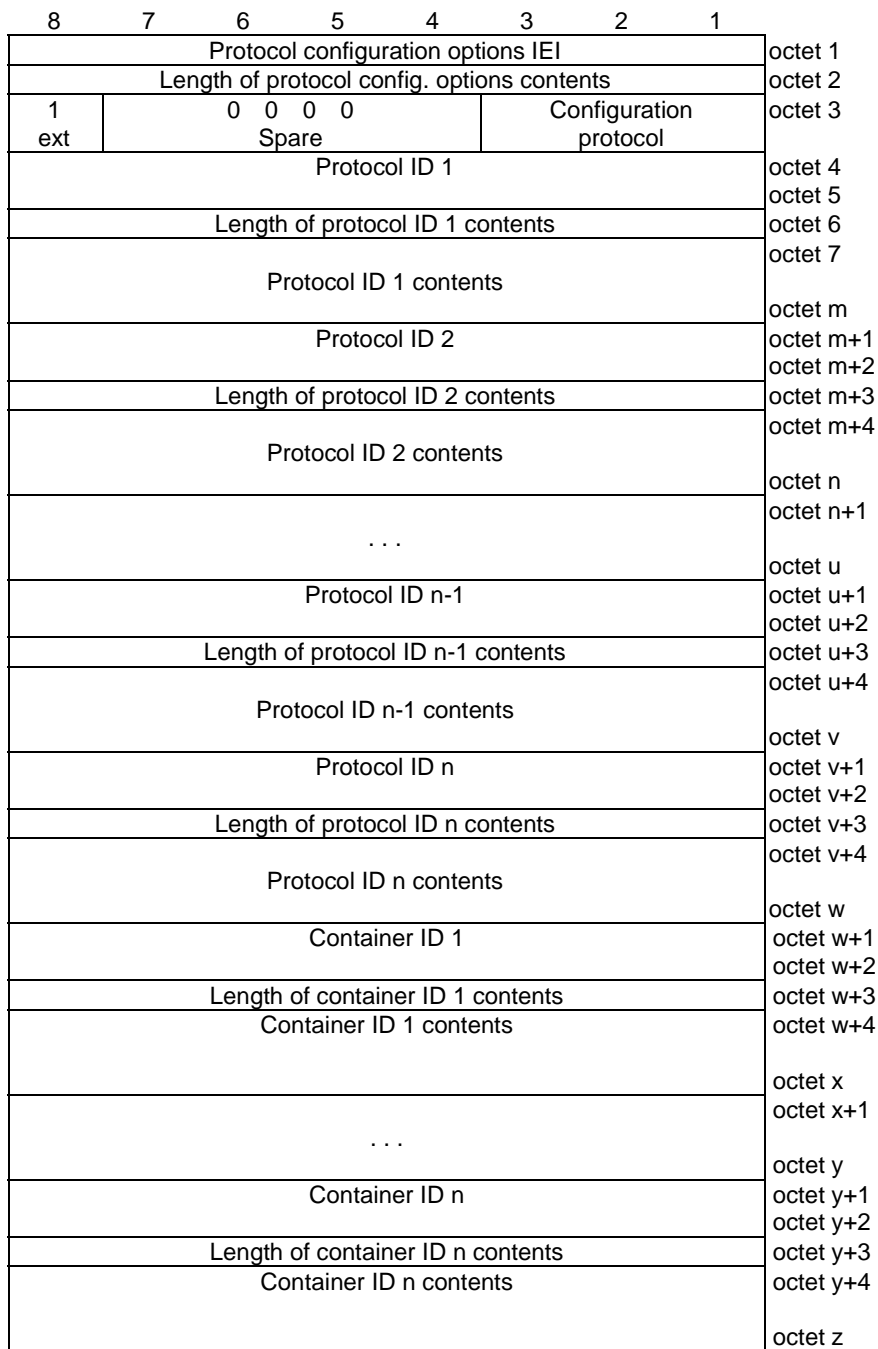 8 7 6 5 4 3 2 1
Protocol configuration options IEI octet 1
Length of protocol config. options contents octet 2
1 0 0 0 0 Configuration octet 3
ext Spare protocol
Protocol ID 1 octet 4
octet 5
Length of protocol ID 1 contents octet 6
octet 7
Protocol ID 1 contents
octet m
Protocol ID 2 octet m+1
octet m+2
Length of protocol ID 2 contents octet m+3
octet m+4
Protocol ID 2 contents
octet n
octet n+1
. . .
octet u
Protocol ID n-1 octet u+1
octet u+2
Length of protocol ID n-1 contents octet u+3
octet u+4
Protocol ID n-1 contents
octet v
Protocol ID n octet v+1
octet v+2
Length of protocol ID n contents octet v+3
octet v+4
Protocol ID n contents
octet w
Container ID 1 octet w+1
octet w+2
Length of container ID 1 contents octet w+3
Container ID 1 contents octet w+4
octet x
octet x+1
. . .
octet y
Container ID n octet y+1
octet y+2
Length of container ID n contents octet y+3
Container ID n contents octet y+4
octet z